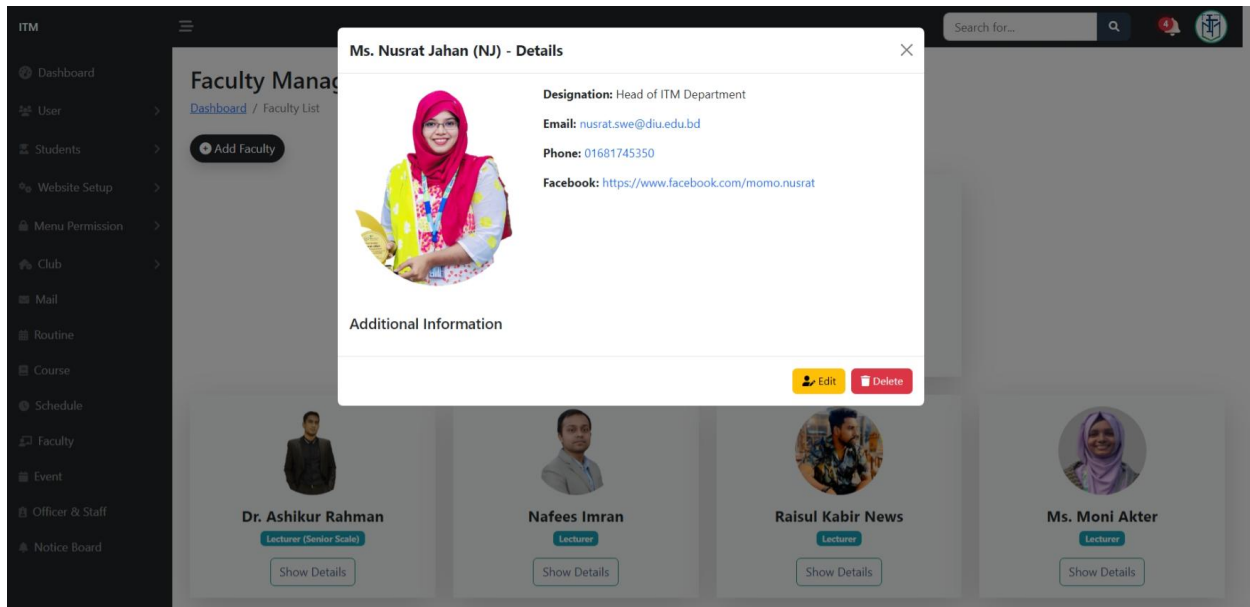 ITM
Search for...
4
Dashboard
User
Students
Website Setup
Menu Permission
Club
Mail
Routine
Course
Schedule
Faculty
Event
Officer & Staff
Notice Board
Faculty Manag
Dashboard / Faculty List
Add Faculty
Ms. Nusrat Jahan (NJ) - Details
Designation: Head of ITM Department
Email: nusrat.swe@diu.edu.bd
Phone: 01681745350
Facebook: https://www.facebook.com/momo.nusrat
Additional Information
Edit
Delete
Dr. Ashikur Rahman
Lecturer (Senior Scale)
Show Details
Nafees Imran
Lecturer
Show Details
Raisul Kabir News
Lecturer
Show Details
Ms. Moni Akter
Lecturer
Show Details